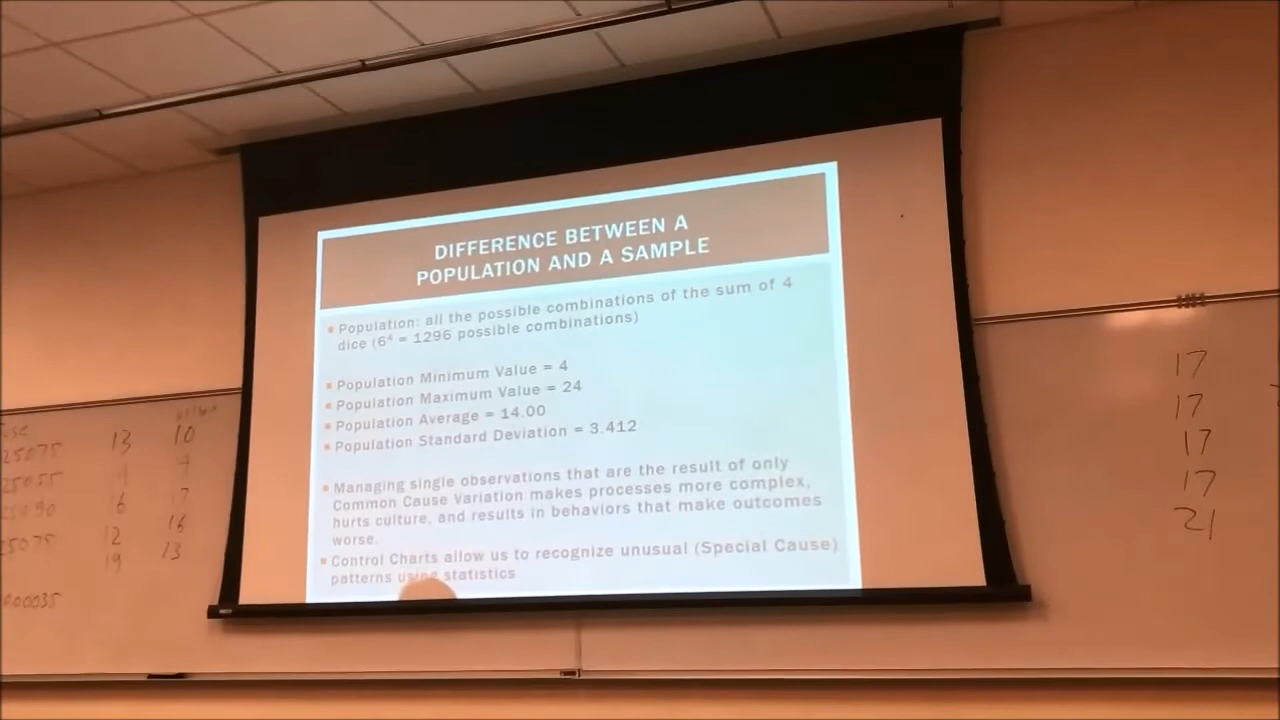 DIFFERENCE BETWEEN A
POPULATION AND A SAMPLE
Population: all the possible combinations of the sum of 4
dice (6⁴ = 1296 possible combinations)
Population Minimum Value = 4
Population Maximum Value = 24
Population Average = 14.00
Population Standard Deviation = 3.412
Managing single observations that are the result of only
Common Cause Variation makes processes more complex,
hurts culture, and results in behaviors that make outcomes
worse.
Control Charts allow us to recognize unusual (Special Cause)
patterns using statistics
25075 13 10
25055
16 17
25075 12 16
19 13
17
17
17
17
21